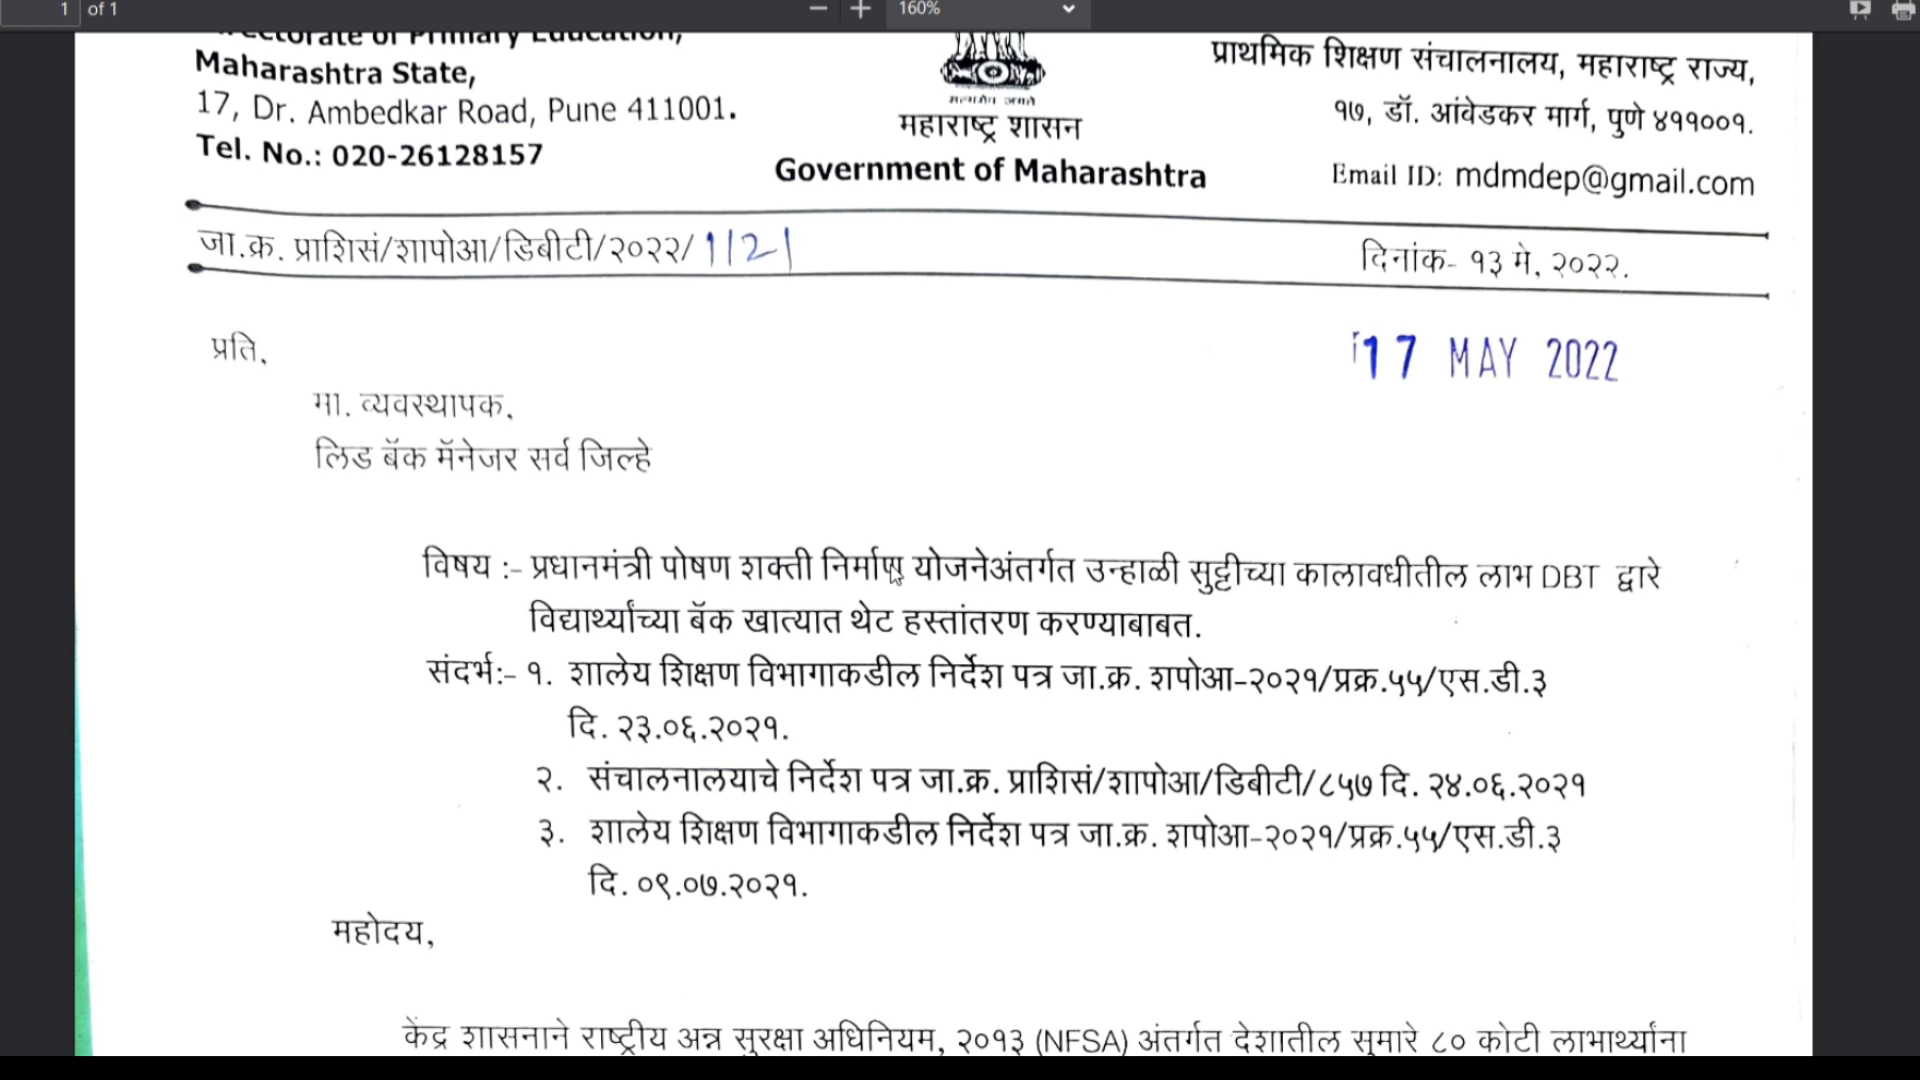 1 of 1
160%
Directorate of Primary Education,
Maharashtra State,
17, Dr. Ambedkar Road, Pune 411001.
Tel. No.: 020-26128157
महाराष्ट्र शासन
Government of Maharashtra
प्राथमिक शिक्षण संचालनालय, महाराष्ट्र राज्य,
१७, डॉ. आंबेडकर मार्ग, पुणे ४११००१.
Email ID: mdmdep@gmail.com
जा.क्र. प्राशिसं/शापोआ/डिबीटी/२०२२/ 1121
दिनांक- १३ मे, २०२२.
17 MAY 2022
प्रति,
मा. व्यवस्थापक,
लिड बॅक मॅनेजर सर्व जिल्हे
विषय :- प्रधानमंत्री पोषण शक्ती निर्माण योजनेअंतर्गत उन्हाळी सुट्टीच्या कालावधीतील लाभ DBT द्वारे
विद्यार्थ्यांच्या बॅक खात्यात थेट हस्तांतरण करण्याबाबत.
संदर्भ:- १. शालेय शिक्षण विभागाकडील निर्देश पत्र जा.क्र. शपोआ-२०२१/प्रक्र.५५/एस.डी.३
दि. २३.०६.२०२१.
२. संचालनालयाचे निर्देश पत्र जा.क्र. प्राशिसं/शापोआ/डिबीटी/८५७ दि. २४.०६.२०२१
३. शालेय शिक्षण विभागाकडील निर्देश पत्र जा.क्र. शपोआ-२०२१/प्रक्र.५५/एस.डी.३
दि. ०९.०७.२०२१.
महोदय,
केंद्र शासनाने राष्ट्रीय अन्न सुरक्षा अधिनियम, २०१३ (NFSA) अंतर्गत देशातील सुमारे ८० कोटी लाभार्थ्यांना